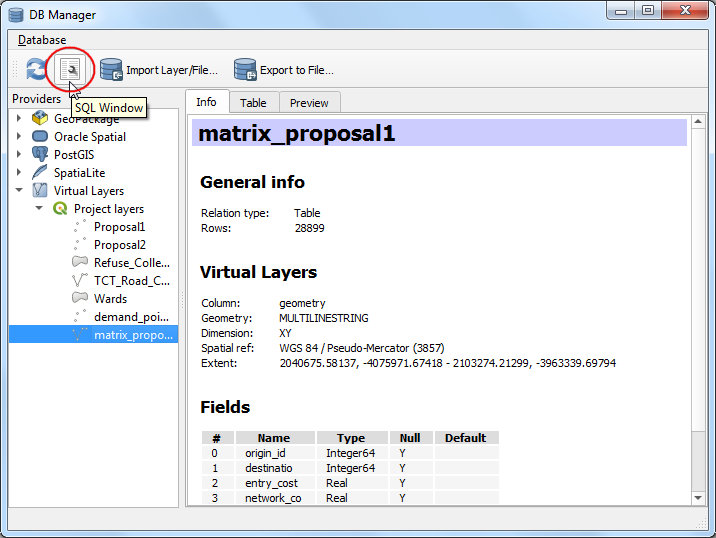 DB Manager
Database
Import Layer/File...
Export to File...
Providers
SQL Window
GeoPackage
Oracle Spatial
PostGIS
SpatiaLite
Virtual Layers
Project layers
Proposal1
Proposal2
Refuse_Colle...
TCT_Road_C...
Wards
demand_poi...
matrix_propo...
Info Table Preview
matrix_proposal1
General info
Relation type: Table
Rows: 28899
Virtual Layers
Column: geometry
Geometry: MULTILINESTRING
Dimension: XY
Spatial ref: WGS 84 / Pseudo-Mercator (3857)
Extent: 2040675.58137, -4075971.67418 - 2103274.21299, -3963339.69794
Fields
# Name Type Null Default
0 origin_id Integer64 Y
1 destinatio Integer64 Y
2 entry_cost Real Y
3 network_co Real Y